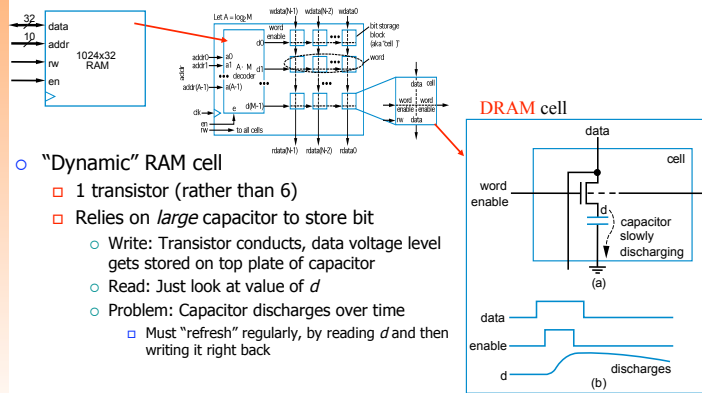 32
data
10
addr
1024x32
RAM
rw
en
Let A = log2M
wdata(N-1) wdata(N-2) wdata0
word
enable
bit storage
block
(aka “cell )”
word
d0
addr
addr0
addr1
addr(A-1)
a0
a1
a(A-1)
A · M
decoder
d1
d(M-1)
clk
e
en
rw
to all cells
rdata(N-1) rdata(N-2) rdata0
data cell
word word
enable enable
rw data
DRAM cell
data
cell
word
enable
d
capacitor
slowly
discharging
(a)
data
enable
d
discharges
(b)
“Dynamic” RAM cell
1 transistor (rather than 6)
Relies on large capacitor to store bit
Write: Transistor conducts, data voltage level
gets stored on top plate of capacitor
Read: Just look at value of d
Problem: Capacitor discharges over time
Must “refresh” regularly, by reading d and then
writing it right back